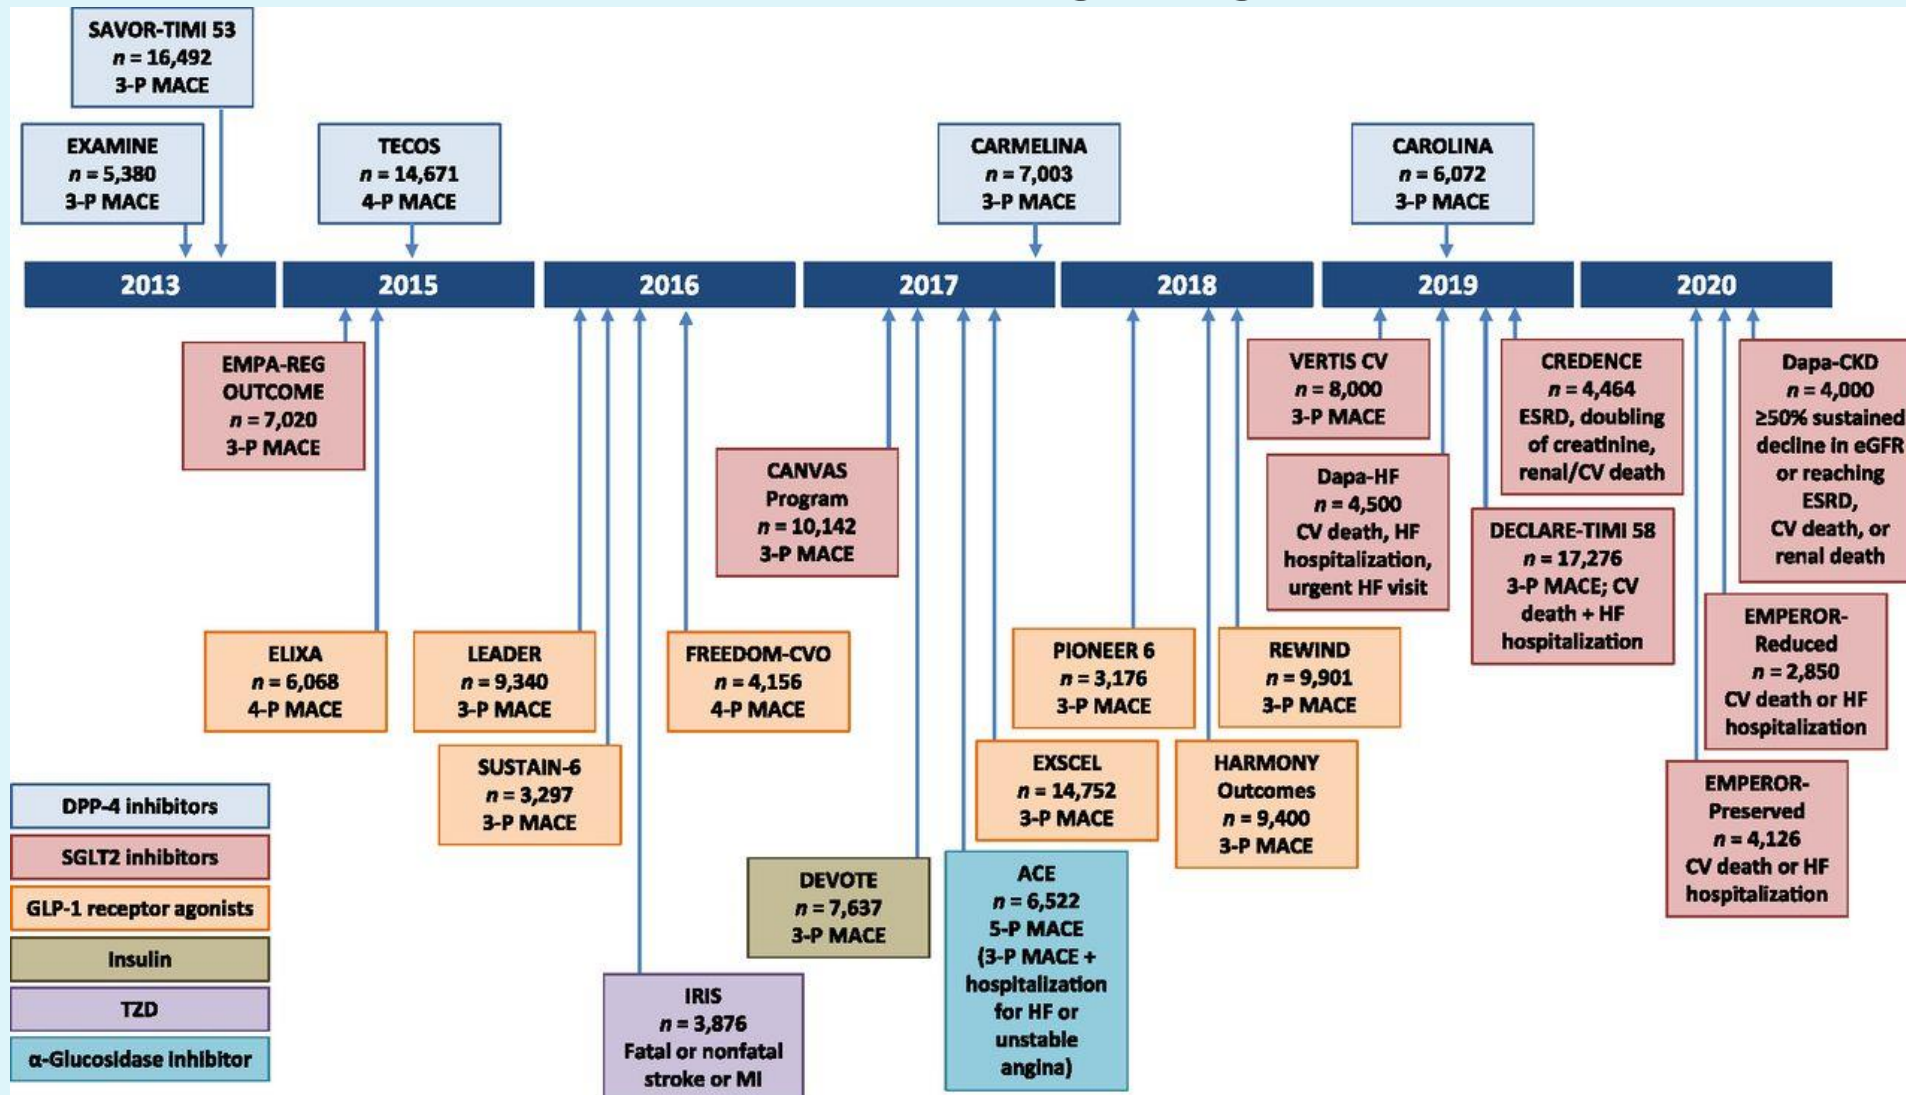 SAVOR-TIMI 53
n = 16,492
3-P MACE
EXAMINE
n = 5,380
3-P MACE
TECOS
n = 14,671
4-P MACE
CARMELINA
n = 7,003
3-P MACE
CAROLINA
n = 6,072
3-P MACE
2013
2015
2016
2017
2018
2019
2020
EMPA-REG
OUTCOME
n = 7,020
3-P MACE
CANVAS
Program
n = 10,142
3-P MACE
VERTIS CV
n = 8,000
3-P MACE
Dapa-HF
n = 4,500
CV death, HF
hospitalization,
urgent HF visit
CREDENCE
n = 4,464
ESRD, doubling
of creatinine,
renal/CV death
DECLARE-TIMI 58
n = 17,276
3-P MACE; CV
death + HF
hospitalization
Dapa-CKD
n = 4,000
≥50% sustained
decline in eGFR
or reaching
ESRD,
CV death, or
renal death
EMPEROR-
Reduced
n = 2,850
CV death or HF
hospitalization
EMPEROR-
Preserved
n = 4,126
CV death or HF
hospitalization
ELIXA
n = 6,068
4-P MACE
LEADER
n = 9,340
3-P MACE
SUSTAIN-6
n = 3,297
3-P MACE
FREEDOM-CVO
n = 4,156
4-P MACE
PIONEER 6
n = 3,176
3-P MACE
REWIND
n = 9,901
3-P MACE
EXSCEL
n = 14,752
3-P MACE
HARMONY
Outcomes
n = 9,400
3-P MACE
DEVOTE
n = 7,637
3-P MACE
ACE
n = 6,522
5-P MACE
(3-P MACE +
hospitalization
for HF or
unstable
angina)
IRIS
n = 3,876
Fatal or nonfatal
stroke or MI
DPP-4 inhibitors
SGLT2 inhibitors
GLP-1 receptor agonists
Insulin
TZD
α-Glucosidase inhibitor